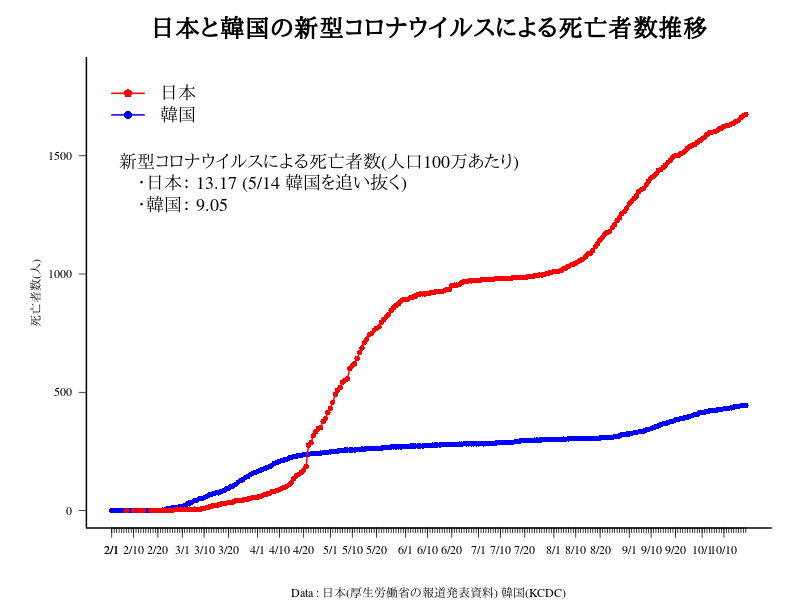 日本と韓国の新型コロナウイルスによる死亡者数推移
日本
韓国
新型コロナウイルスによる死亡者数(人口100万あたり)
・日本: 13.17 (5/14 韓国を追い抜く)
・韓国: 9.05
1500
1000
500
0
死亡者数(人)
2/1 2/10 2/20 3/1 3/10 3/20 4/1 4/10 4/20 5/1 5/10 5/20 6/1 6/10 6/20 7/1 7/10 7/20 8/1 8/10 8/20 9/1 9/10 9/20 10/1 10/10
Data : 日本(厚生労働省の報道発表資料) 韓国(KCDC)